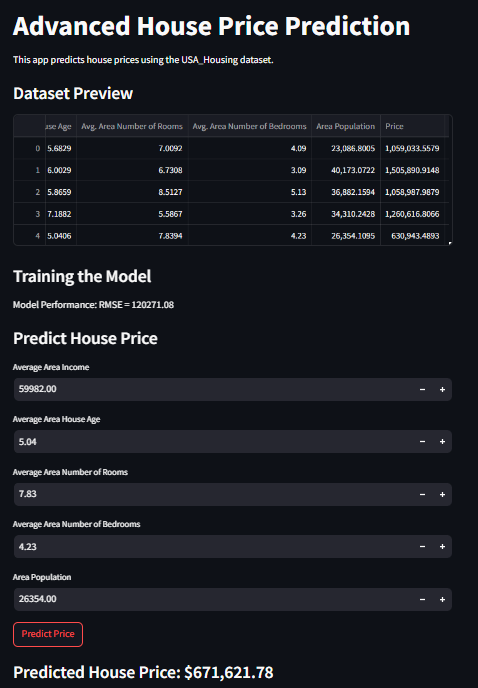 Advanced House Price Prediction
This app predicts house prices using the USA_Housing dataset.
Dataset Preview
use Age Avg. Area Number of Rooms Avg. Area Number of Bedrooms Area Population Price
0 5.6829 7.0092 4.09 23,086.8005 1,059,033.5579
1 6.0029 6.7308 3.09 40,173.0722 1,505,890.9148
2 5.8659 8.5127 5.13 36,882.1594 1,058,987.9879
3 7.1882 5.5867 3.26 34,310.2428 1,260,616.8066
4 5.0406 7.8394 4.23 26,354.1095 630,943.4893
Training the Model
Model Performance: RMSE = 120271.08
Predict House Price
Average Area Income
59982.00 − +
Average Area House Age
5.04 − +
Average Area Number of Rooms
7.83 − +
Average Area Number of Bedrooms
4.23 − +
Area Population
26354.00 − +
Predict Price
Predicted House Price: $671,621.78